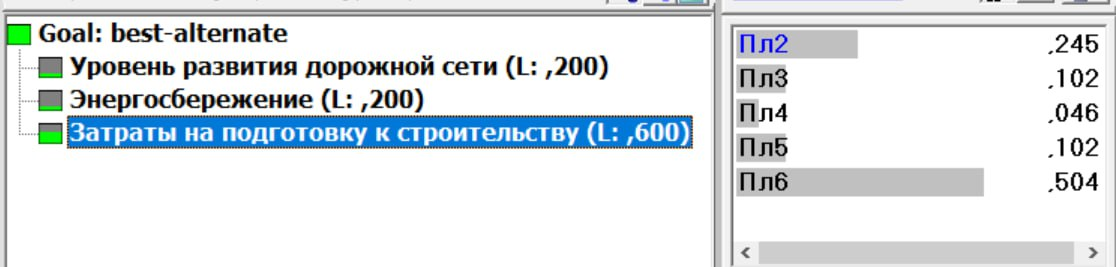 Goal: best-alternate
Уровень развития дорожной сети (L: ,200)
Энергосбережение (L: ,200)
Затраты на подготовку к строительству (L: ,600)
Пл2 ,245
Пл3 ,102
Пл4 ,046
Пл5 ,102
Пл6 ,504